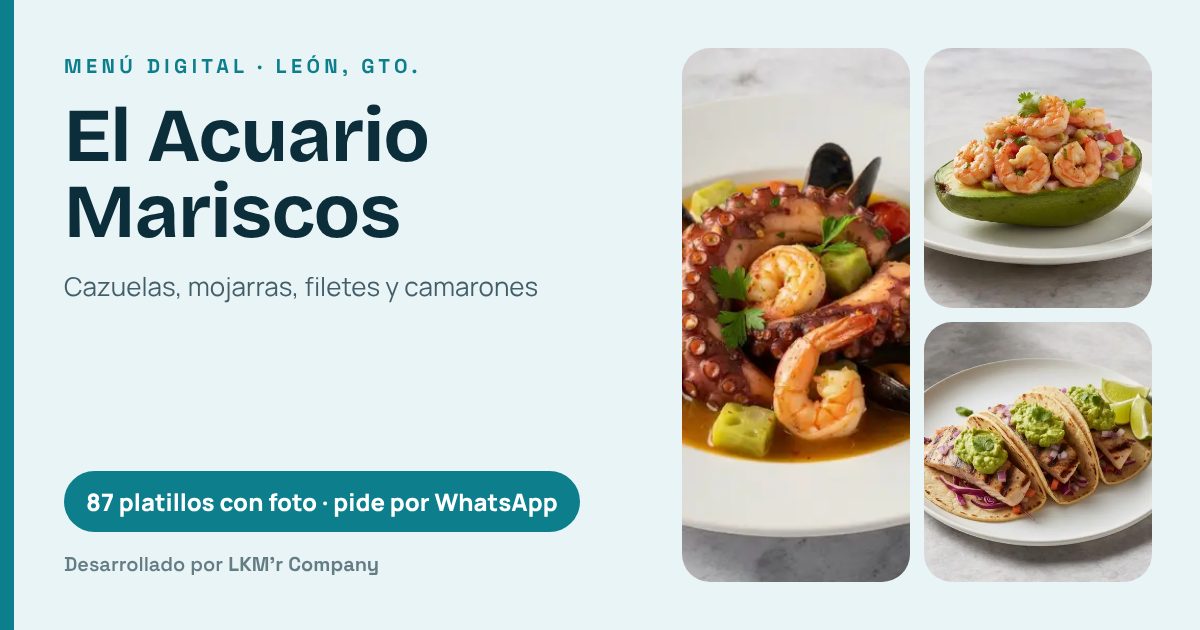 MENÚ DIGITAL · LEÓN, GTO.
El Acuario
Mariscos
Cazuelas, mojarras, filetes y camarones
87 platillos con foto · pide por WhatsApp
Desarrollado por LKM’r Company